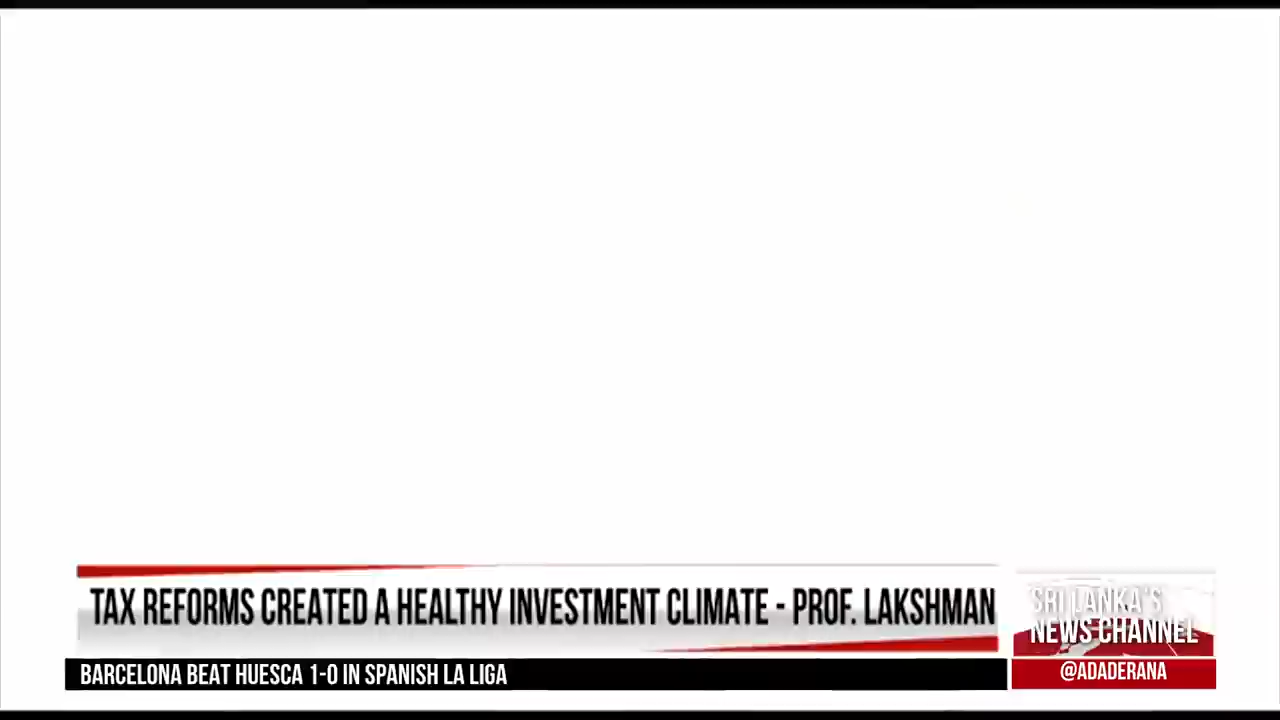 TAX REFORMS CREATED A HEALTHY INVESTMENT CLIMATE - PROF. LAKSHMAN
SRI LANKA'S
NEWS CHANNEL
BARCELONA BEAT HUESCA 1-0 IN SPANISH LA LIGA
@ADADERANA